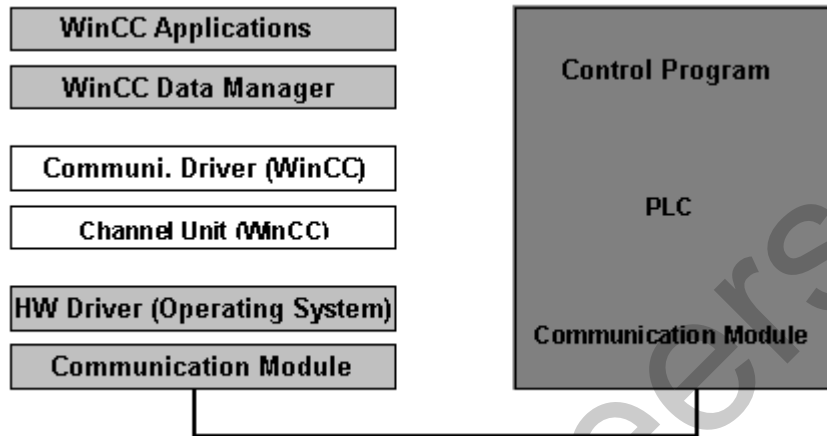 WinCC Applications
WinCC Data Manager
Communi. Driver (WinCC)
Channel Unit (WinCC)
HW Driver (Operating System)
Communication Module
Control Program
PLC
Communication Module
eers